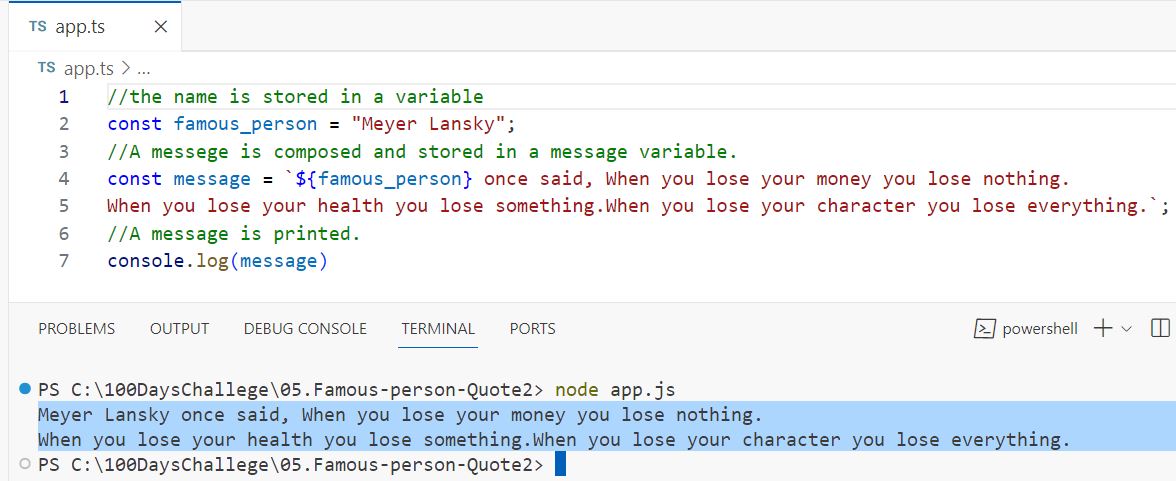 TS app.ts
TS app.ts > ...
1 //the name is stored in a variable
2 const famous_person = "Meyer Lansky";
3 //A messege is composed and stored in a message variable.
4 const message = `${famous_person} once said, When you lose your money you lose nothing.
5 When you lose your health you lose something.When you lose your character you lose everything.`;
6 //A message is printed.
7 console.log(message)
PROBLEMS OUTPUT DEBUG CONSOLE TERMINAL PORTS powershell
PS C:\100DaysChallege\05.Famous-person-Quote2> node app.js
Meyer Lansky once said, When you lose your money you lose nothing.
When you lose your health you lose something.When you lose your character you lose everything.
PS C:\100DaysChallege\05.Famous-person-Quote2>